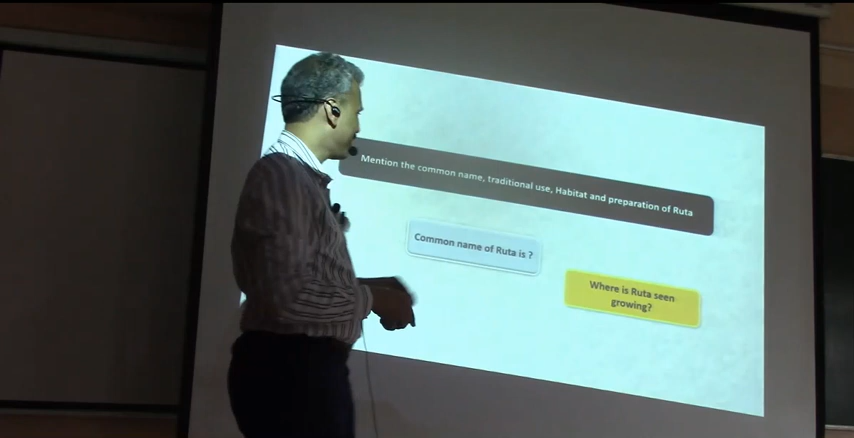 Mention the common name, traditional use, Habitat and preparation of Ruta
Common name of Ruta is ?
Where is Ruta seen
growing?